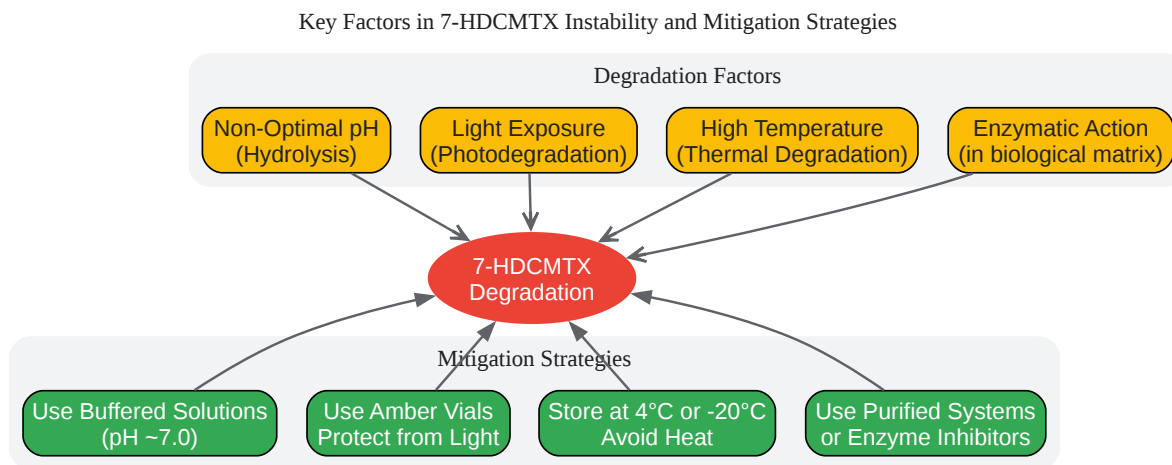 Key Factors in 7-HDCMTX Instability and Mitigation Strategies
Degradation Factors
Non-Optimal pH
(Hydrolysis)
Light Exposure
(Photodegradation)
High Temperature
(Thermal Degradation)
Enzymatic Action
(in biological matrix)
7-HDCMTX
Degradation
Mitigation Strategies
Use Buffered Solutions
(pH ~7.0)
Use Amber Vials
Protect from Light
Store at 4°C or -20°C
Avoid Heat
Use Purified Systems
or Enzyme Inhibitors